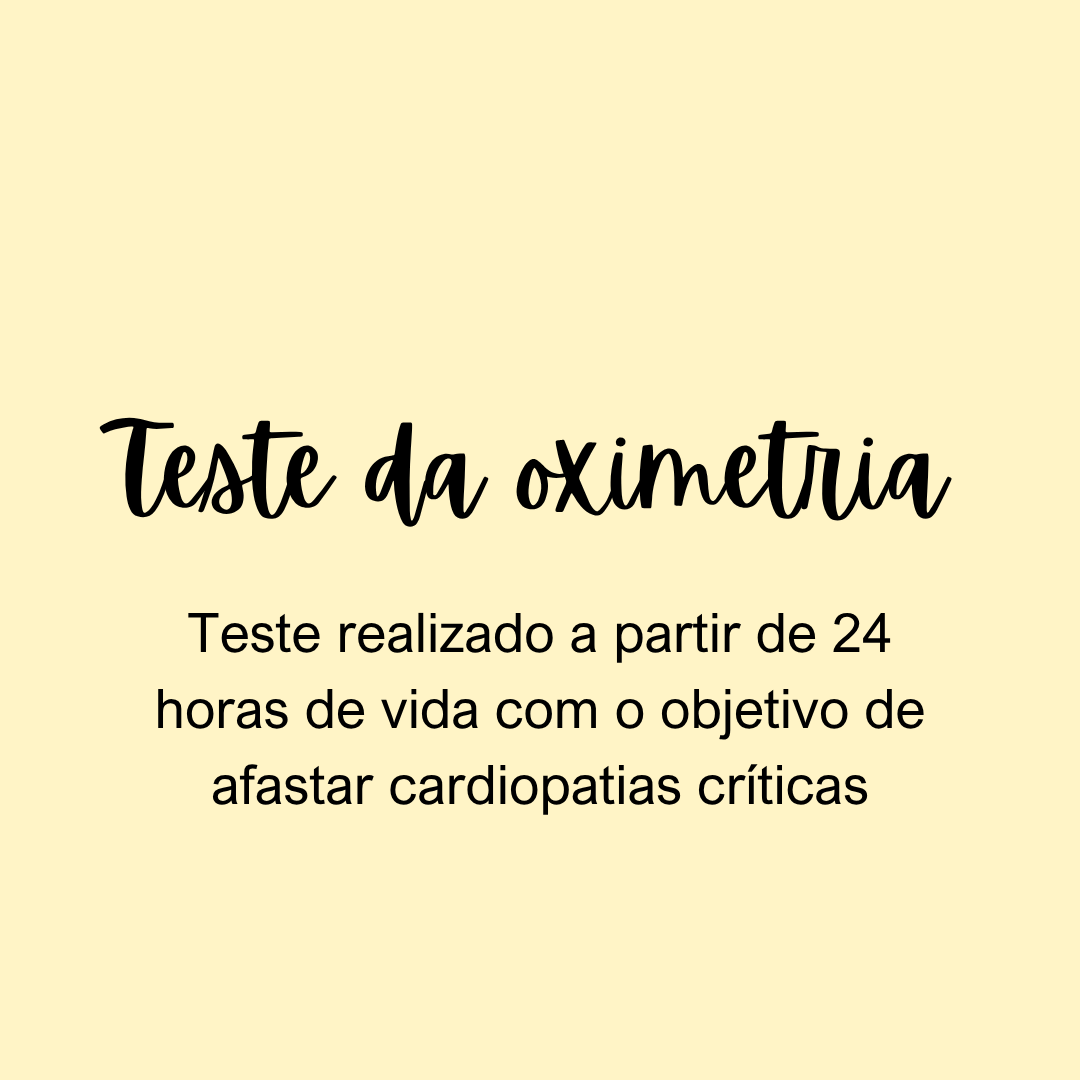 Teste da oximetria
Teste realizado a partir de 24
horas de vida com o objetivo de
afastar cardiopatias críticas